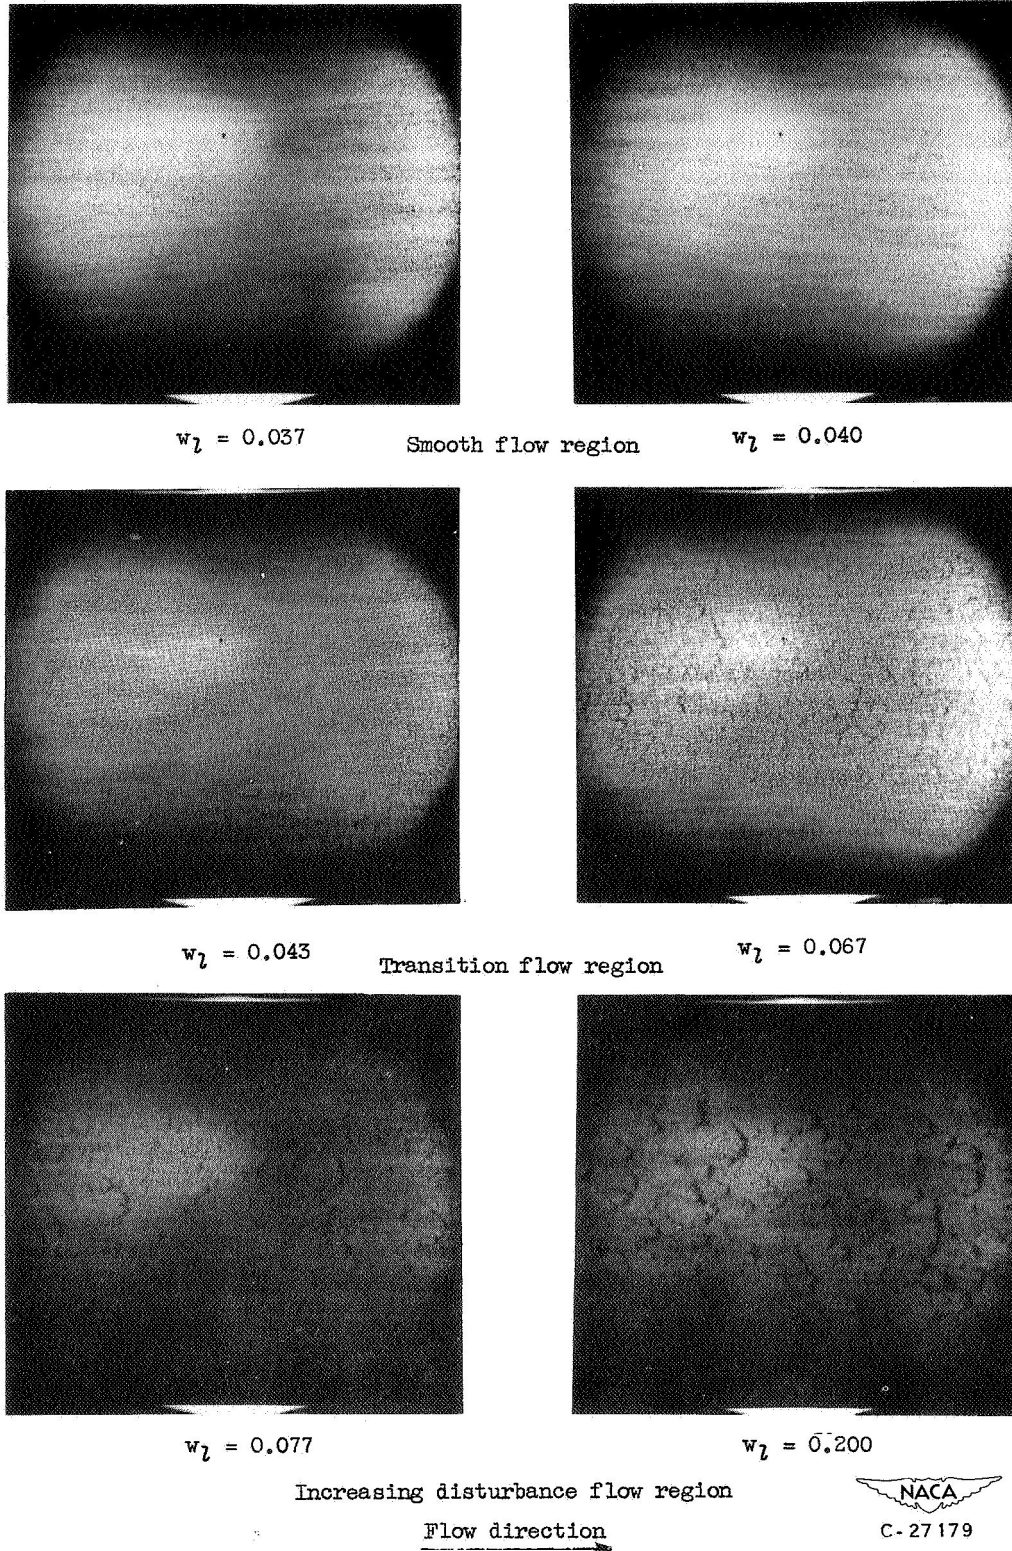 w_l = 0.037
Smooth flow region
w_l = 0.040
w_l = 0.043
Transition flow region
w_l = 0.067
w_l = 0.077
w_l = 0.200
Increasing disturbance flow region
Flow direction
NACA
C-27179